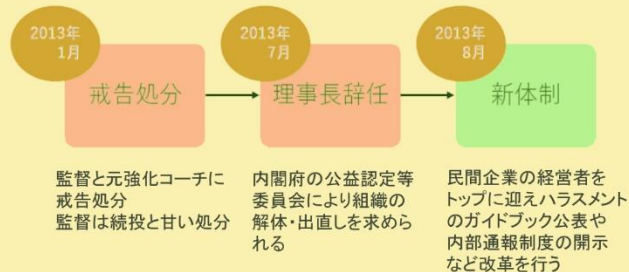 2013年
1月
2013年
7月
2013年
8月
戒告処分
理事長辞任
新体制
監督と元強化コーチに
戒告処分
監督は続投と甘い処分
内閣府の公益認定等
委員会により組織の
解体・出直しを求めら
れる
民間企業の経営者を
トップに迎えハラスメント
のガイドブック公表や
内部通報制度の開示
など改革を行う